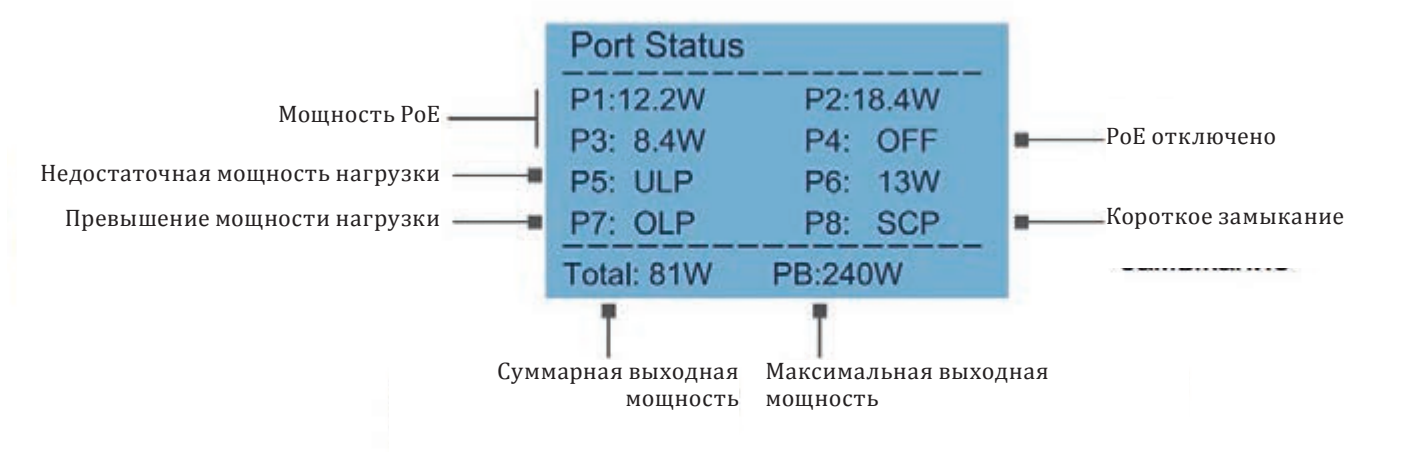 Port Status
P1:12.2W P2:18.4W
P3: 8.4W P4: OFF
P5: ULP P6: 13W
P7: OLP P8: SCP
Total: 81W PB:240W
Мощность PoE
Недостаточная мощность нагрузки
Превышение мощности нагрузки
PoE отключено
Короткое замыкание
Суммарная выходная
мощность
Максимальная выходная
мощность